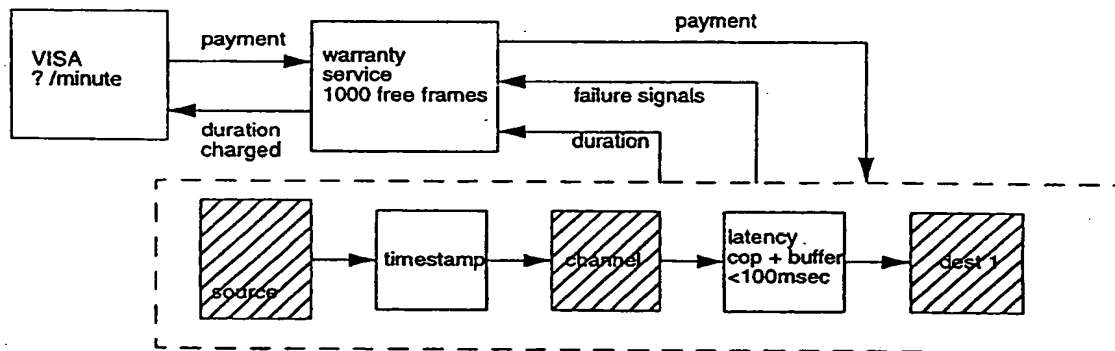 VISA
? /minute
payment
duration
charged
warranty
service
1000 free frames
payment
failure signals
duration
source
timestamp
channel
latency
cop + buffer
<100msec
dest 1